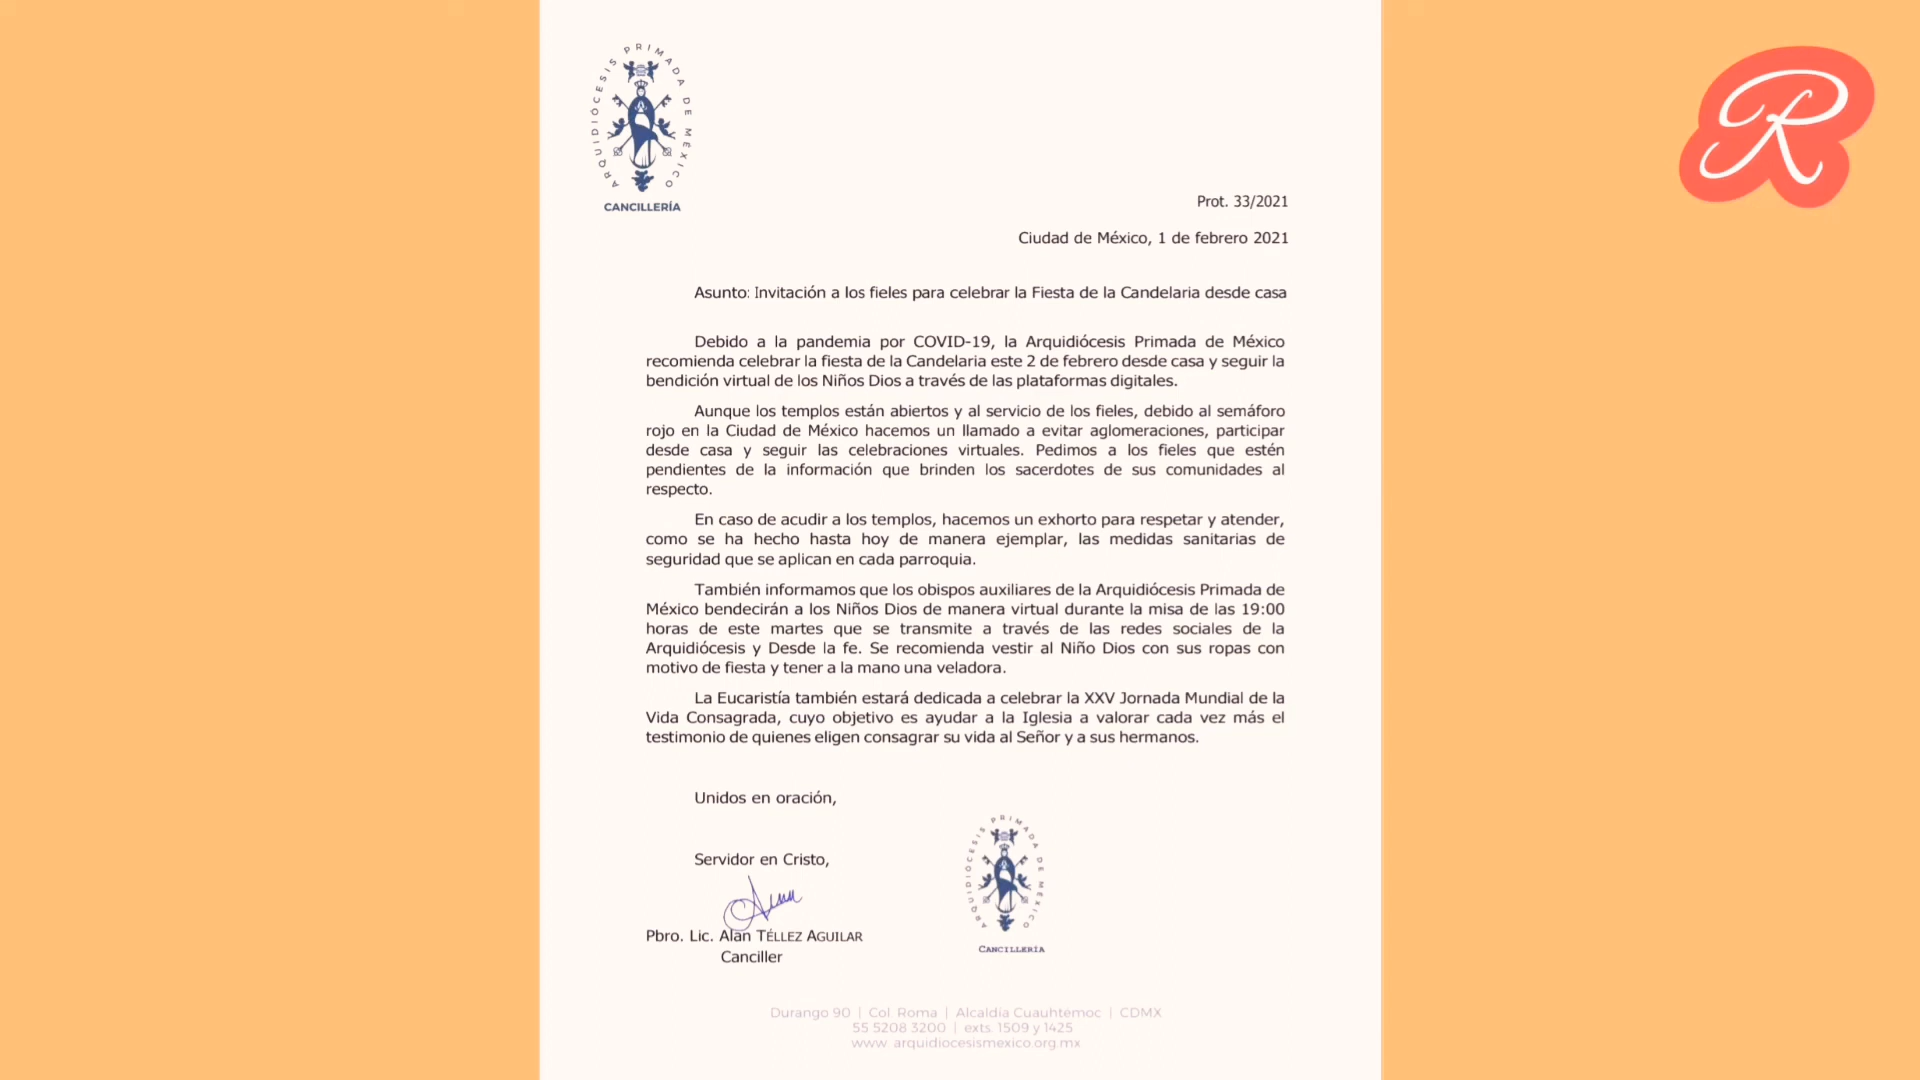 ARQUIDIÓCESIS PRIMADA DE MÉXICO
CANCILLERÍA
R
Prot. 33/2021
Ciudad de México, 1 de febrero 2021
Asunto: Invitación a los fieles para celebrar la Fiesta de la Candelaria desde casa
Debido a la pandemia por COVID-19, la Arquidiócesis Primada de México
recomienda celebrar la fiesta de la Candelaria este 2 de febrero desde casa y seguir la
bendición virtual de los Niños Dios a través de las plataformas digitales.
Aunque los templos están abiertos y al servicio de los fieles, debido al semáforo
rojo en la Ciudad de México hacemos un llamado a evitar aglomeraciones, participar
desde casa y seguir las celebraciones virtuales. Pedimos a los fieles que estén
pendientes de la información que brinden los sacerdotes de sus comunidades al
respecto.
En caso de acudir a los templos, hacemos un exhorto para respetar y atender,
como se ha hecho hasta hoy de manera ejemplar, las medidas sanitarias de
seguridad que se aplican en cada parroquia.
También informamos que los obispos auxiliares de la Arquidiócesis Primada de
México bendecirán a los Niños Dios de manera virtual durante la misa de las 19:00
horas de este martes que se transmite a través de las redes sociales de la
Arquidiócesis y Desde la fe. Se recomienda vestir al Niño Dios con sus ropas con
motivo de fiesta y tener a la mano una veladora.
La Eucaristía también estará dedicada a celebrar la XXV Jornada Mundial de la
Vida Consagrada, cuyo objetivo es ayudar a la Iglesia a valorar cada vez más el
testimonio de quienes eligen consagrar su vida al Señor y a sus hermanos.
Unidos en oración,
Servidor en Cristo,
Pbro. Lic. Alan TÉLLEZ AGUILAR
Canciller
ARQUIDIÓCESIS PRIMADA DE MÉXICO
CANCILLERÍA
Durango 90 | Col. Roma | Alcaldía Cuauhtémoc | CDMX
55 5208 3200 | exts. 1509 y 1425
www. arquidiocesismexico.org.mx